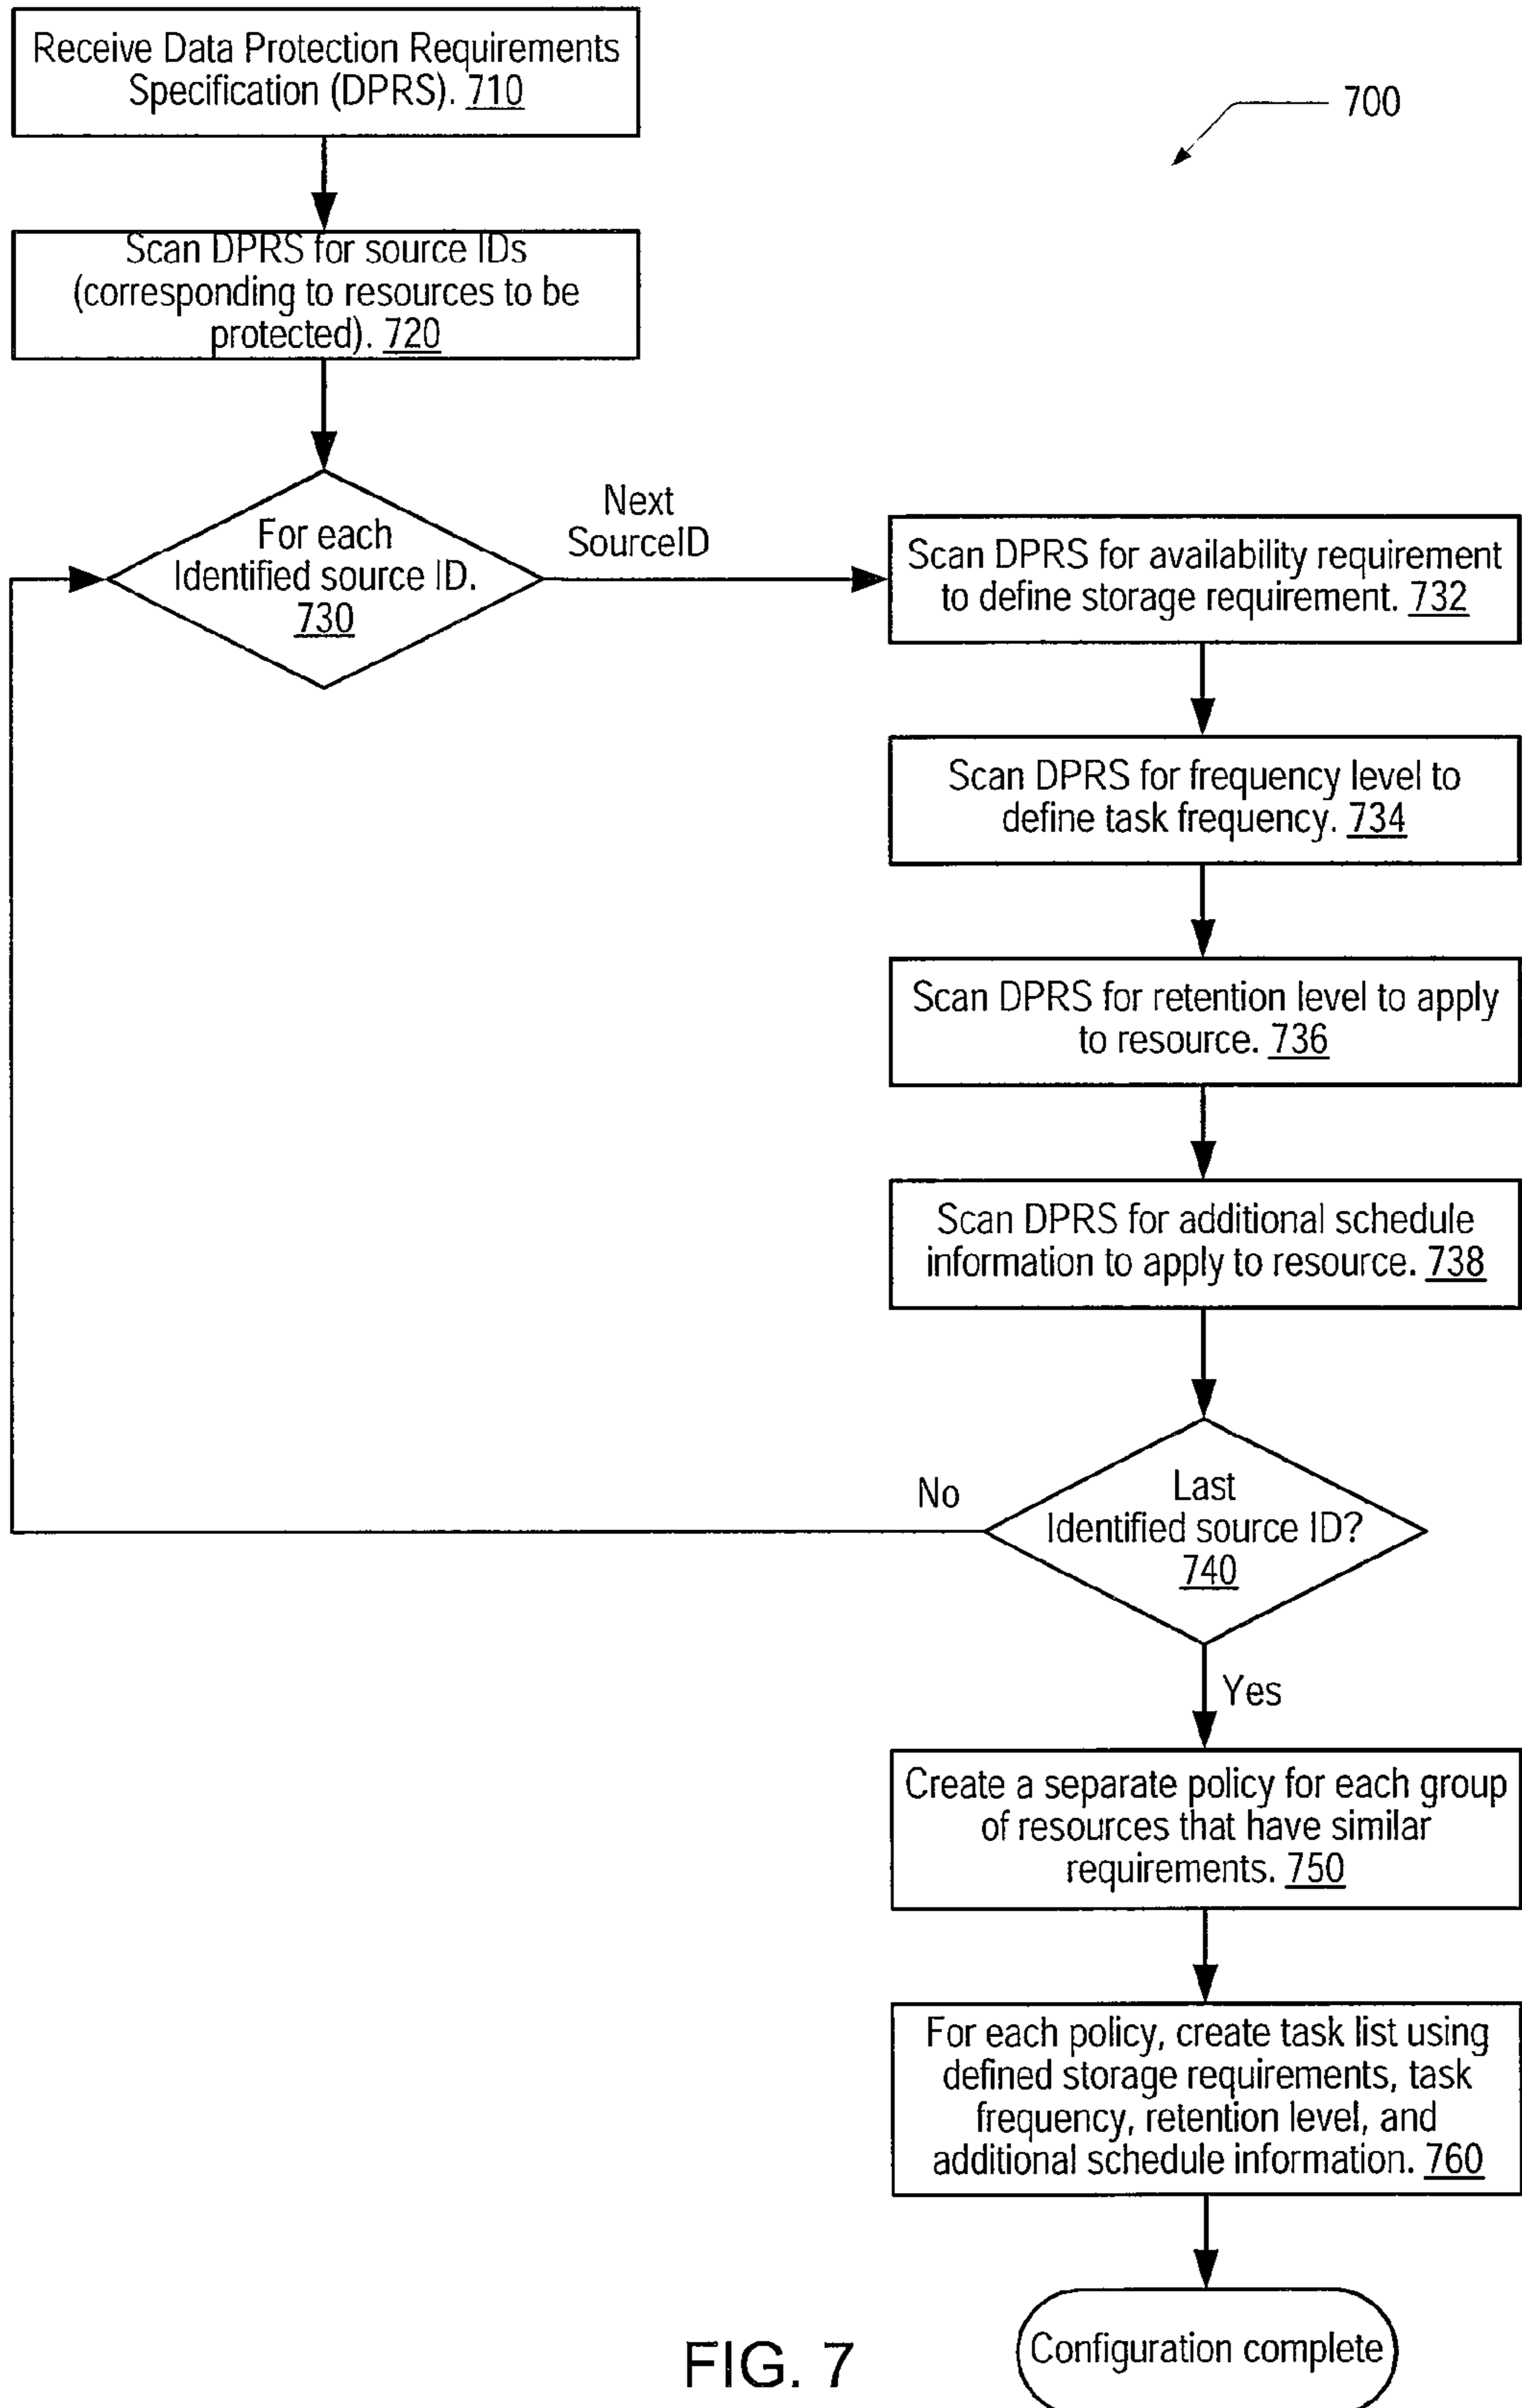 Receive Data Protection Requirements
Specification (DPRS). 710
700
Scan DPRS for source IDs
(corresponding to resources to be
protected). 720
For each
Identified source ID.
730
Next
SourceID
Scan DPRS for availability requirement
to define storage requirement. 732
Scan DPRS for frequency level to
define task frequency. 734
Scan DPRS for retention level to apply
to resource. 736
Scan DPRS for additional schedule
information to apply to resource. 738
Last
Identified source ID?
740
No
Yes
Create a separate policy for each group
of resources that have similar
requirements. 750
For each policy, create task list using
defined storage requirements, task
frequency, retention level, and
additional schedule information. 760
Configuration complete
FIG. 7